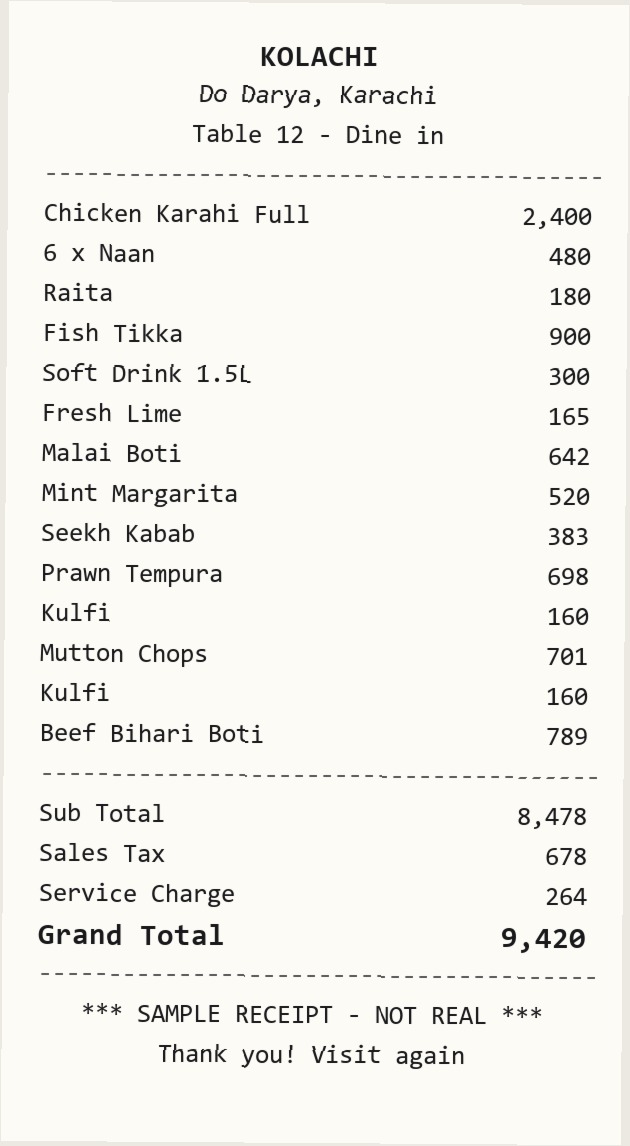 KOLACHI
Do Darya, Karachi
Table 12 - Dine in
Chicken Karahi Full 2,400
6 x Naan 480
Raita 180
Fish Tikka 900
Soft Drink 1.5L 300
Fresh Lime 165
Malai Boti 642
Mint Margarita 520
Seekh Kabab 383
Prawn Tempura 698
Kulfi 160
Mutton Chops 701
Kulfi 160
Beef Bihari Boti 789
Sub Total 8,478
Sales Tax 678
Service Charge 264
Grand Total 9,420
*** SAMPLE RECEIPT - NOT REAL ***
Thank you! Visit again